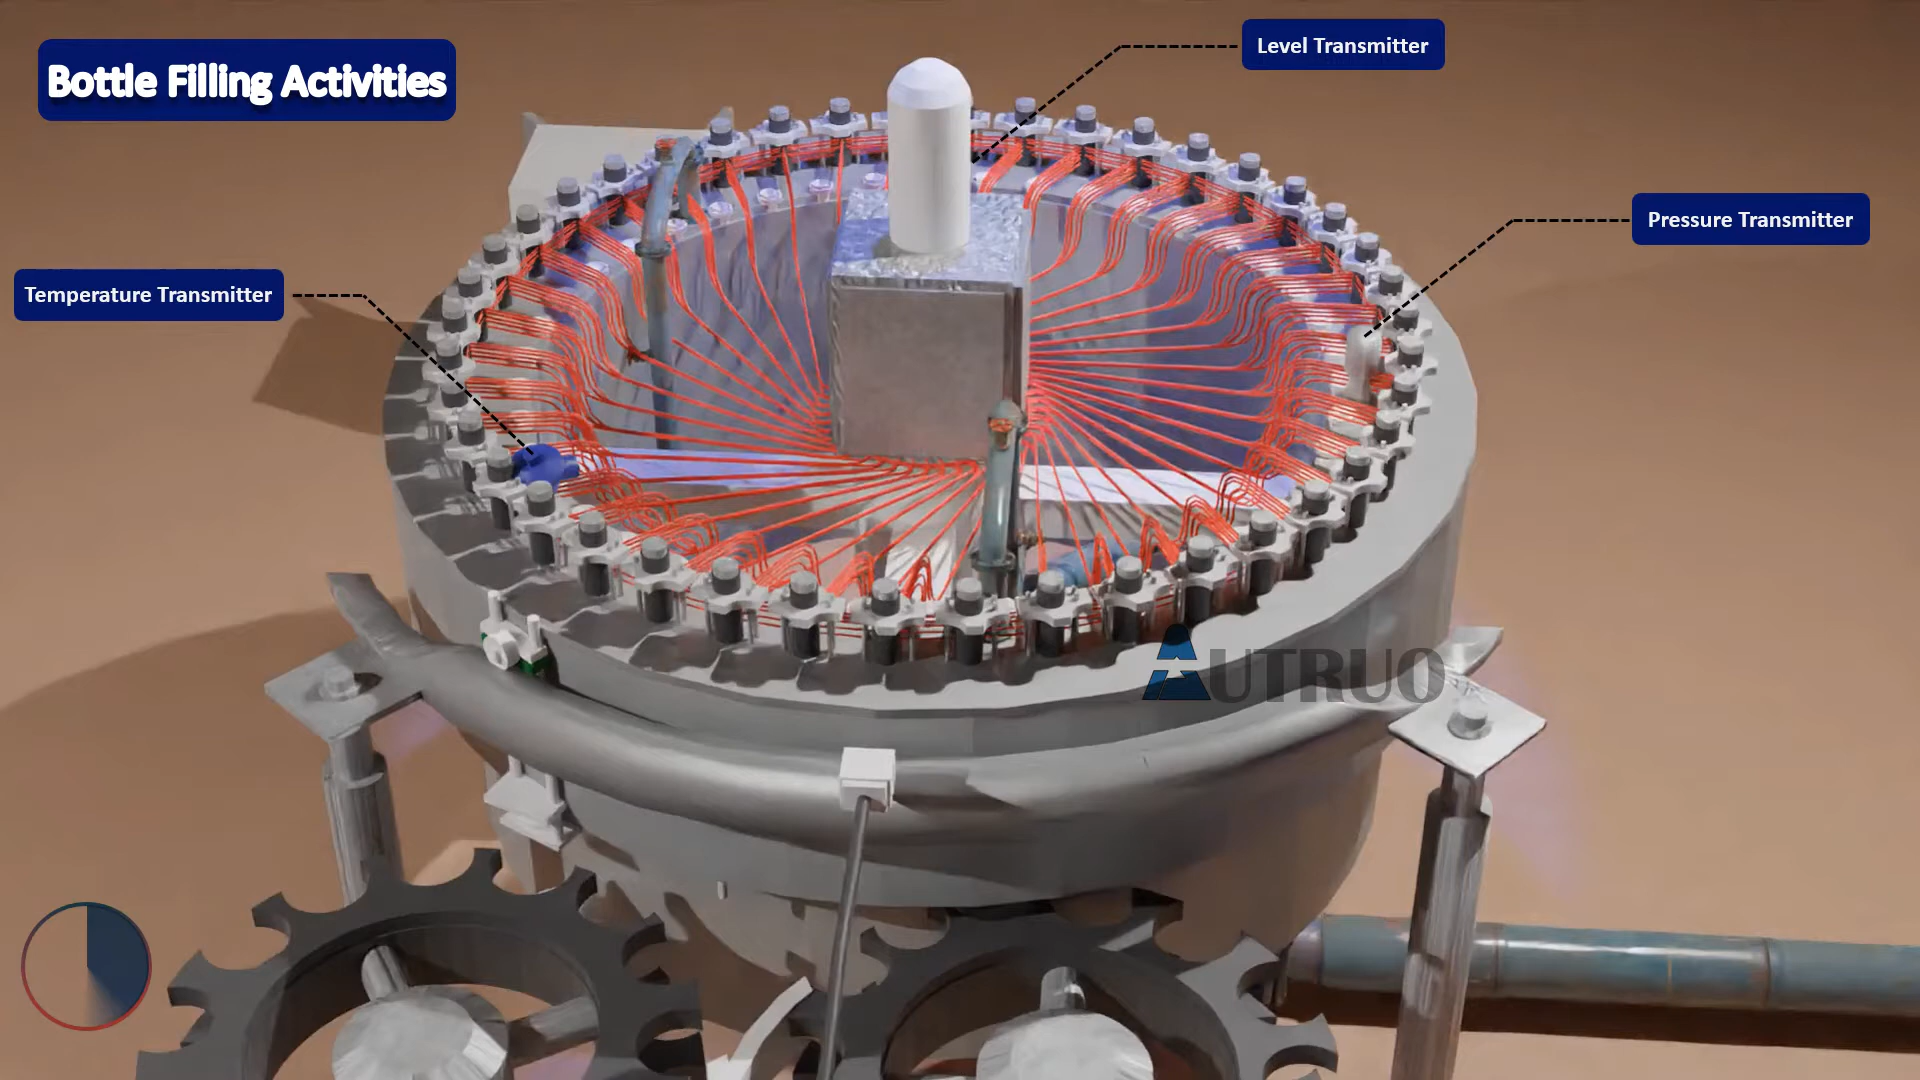 Bottle Filling Activities
Level Transmitter
Pressure Transmitter
Temperature Transmitter
AUTRUO